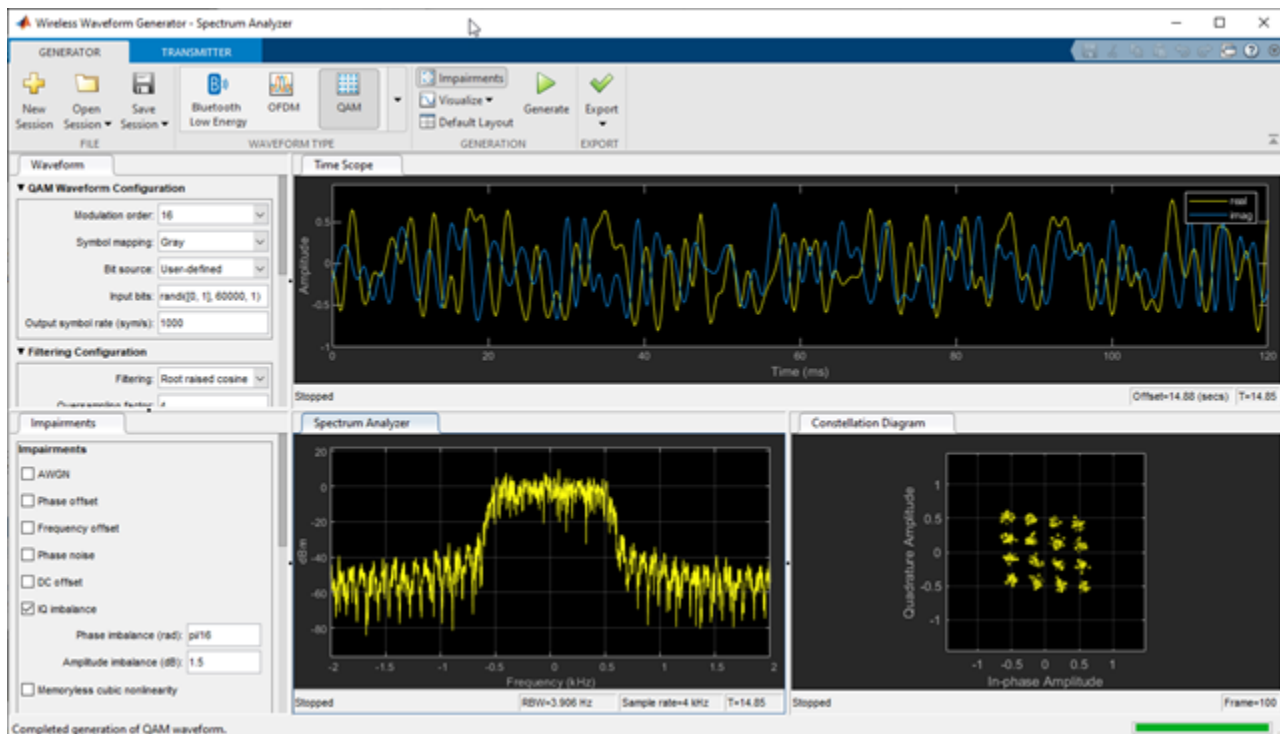 Wireless Waveform Generator - Spectrum Analyzer
GENERATOR TRANSMITTER
New Session
Open Session
Save Session
Bluetooth Low Energy
OFDM
QAM
Impairments
Visualize
Default Layout
Generate
Export
FILE WAVEFORM TYPE GENERATION EXPORT
Waveform
QAM Waveform Configuration
Modulation order: 16
Symbol mapping: Gray
Bit source: User-defined
Input bits: randi([0, 1], 60000, 1)
Output symbol rate (sym/s): 1000
Filtering Configuration
Filtering: Root raised cosine
Oversampling factor: 4
Time Scope
real
imag
Amplitude
0.5
0
-0.5
-1
0 20 40 60 80 100 120
Time (ms)
Stopped Offset=14.88 (secs) T=14.85
Impairments
Impairments
AWGN
Phase offset
Frequency offset
Phase noise
DC offset
IQ imbalance
Phase imbalance (rad): pi/16
Amplitude imbalance (dB): 1.5
Memoryless cubic nonlinearity
Spectrum Analyzer
dBm
20
0
-20
-40
-60
-80
-2 -1.5 -1 -0.5 0 0.5 1 1.5 2
Frequency (kHz)
Stopped RBW=3.906 Hz Sample rate=4 kHz T=14.85
Constellation Diagram
Quadrature Amplitude
1
0.5
0
-0.5
-1
-1 -0.5 0 0.5 1
In-phase Amplitude
Stopped Frame=100
Completed generation of QAM waveform.